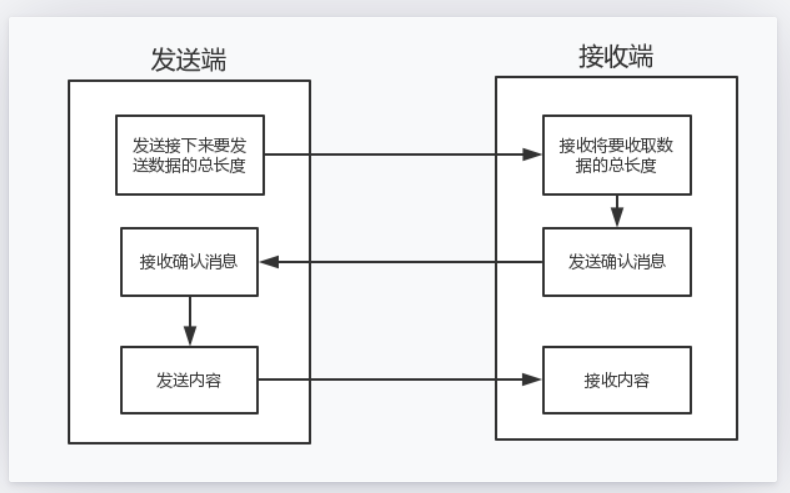 发送端
接收端
发送接下来要发
送数据的总长度
接收将要收取数
据的总长度
接收确认消息
发送确认消息
发送内容
接收内容